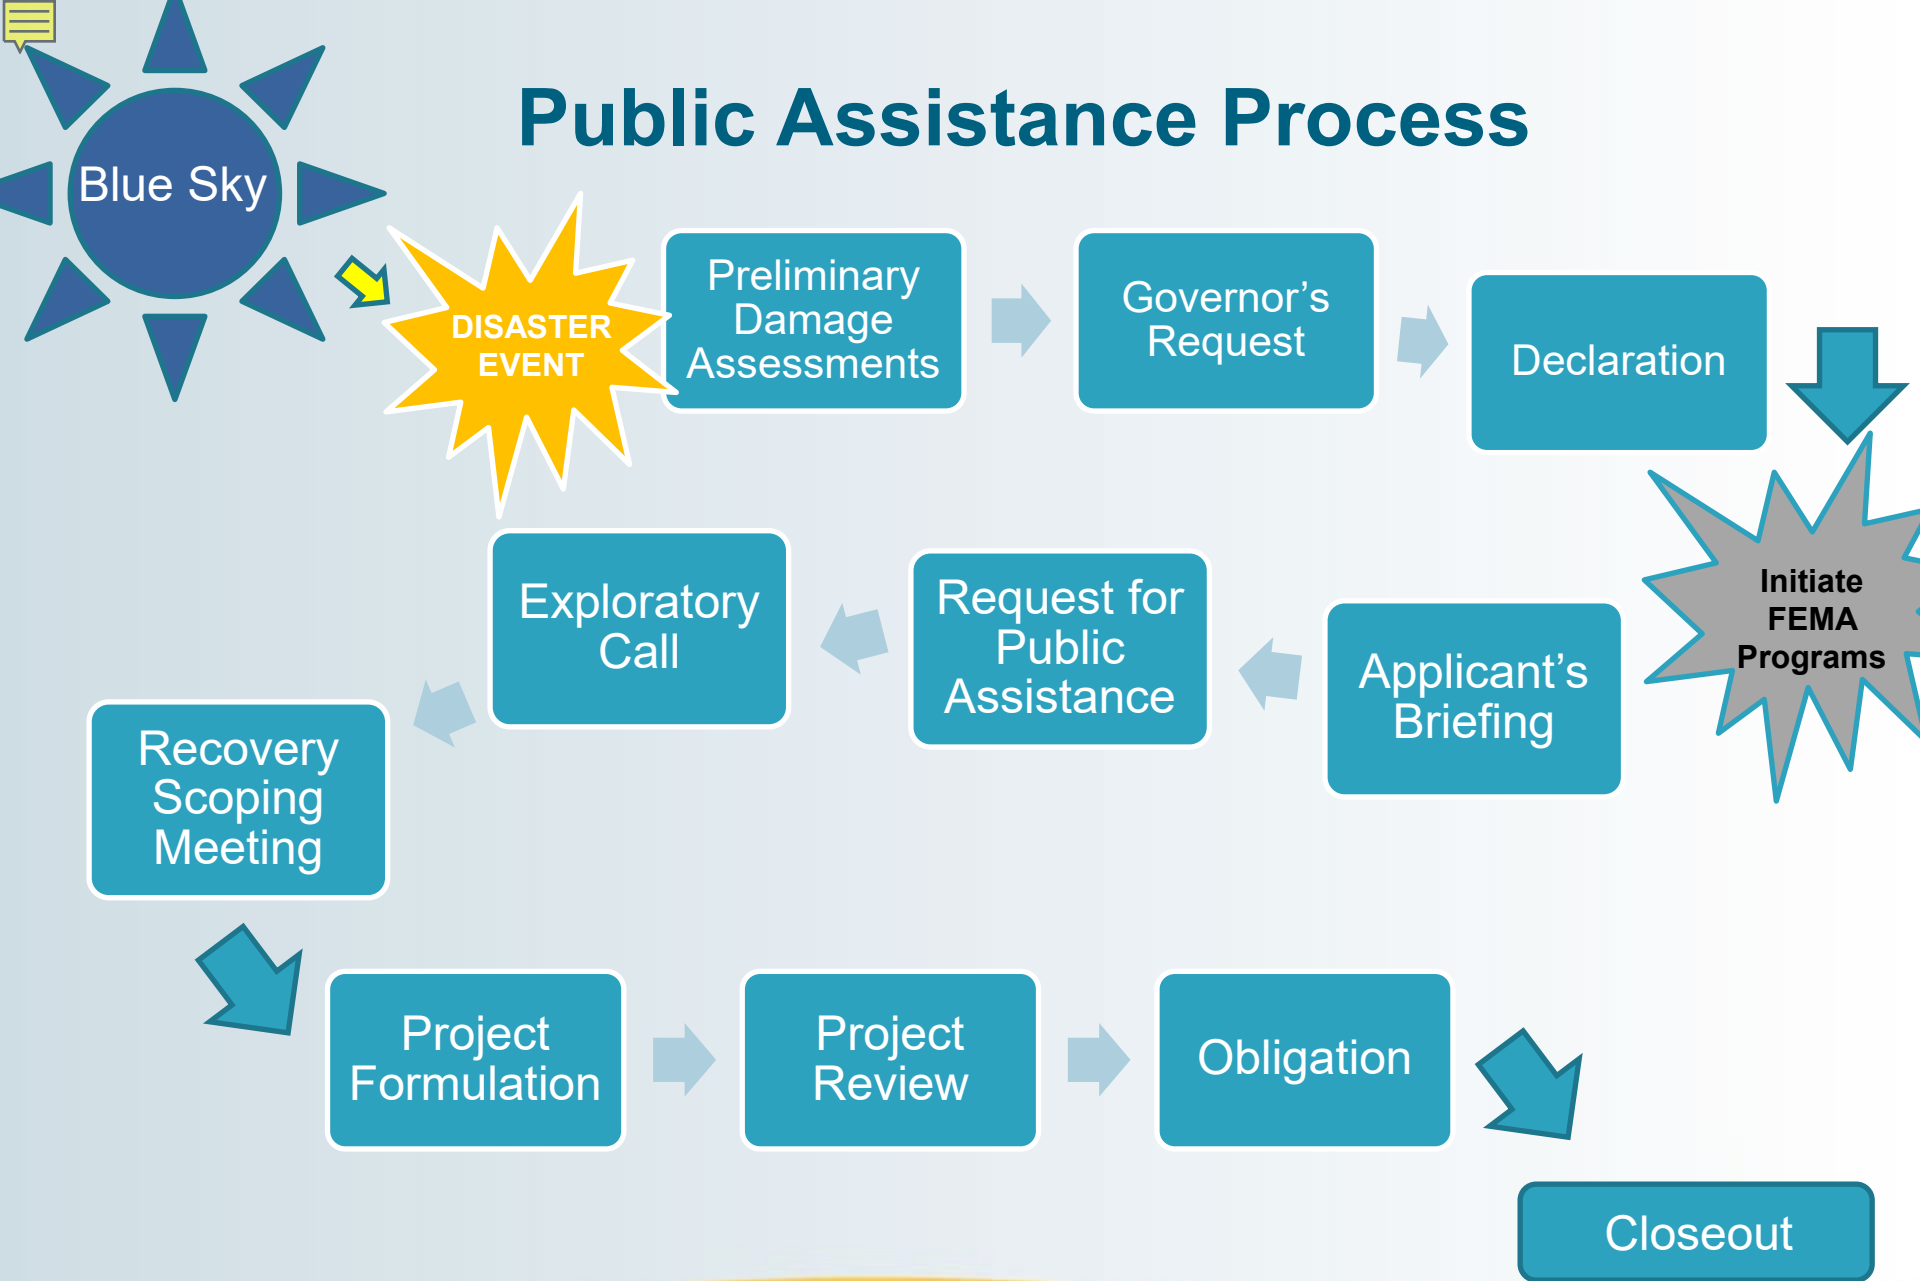 Public Assistance Process
Blue Sky
DISASTER
EVENT
Preliminary
Damage
Assessments
Governor’s
Request
Declaration
Initiate
FEMA
Programs
Applicant’s
Briefing
Request for
Public
Assistance
Exploratory
Call
Recovery
Scoping
Meeting
Project
Formulation
Project
Review
Obligation
Closeout